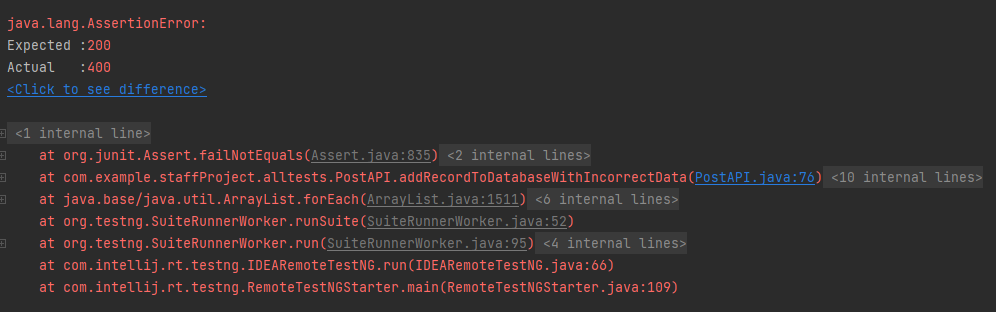 java.lang.AssertionError:
Expected :200
Actual   :400
<Click to see difference>
<1 internal line>
at org.junit.Assert.failNotEquals(Assert.java:835) <2 internal lines>
at com.example.staffProject.alltests.PostAPI.addRecordToDatabaseWithIncorrectData(PostAPI.java:76) <10 internal lines>
at java.base/java.util.ArrayList.forEach(ArrayList.java:1511) <6 internal lines>
at org.testng.SuiteRunnerWorker.runSuite(SuiteRunnerWorker.java:52)
at org.testng.SuiteRunnerWorker.run(SuiteRunnerWorker.java:95) <4 internal lines>
at com.intellij.rt.testng.IDEARemoteTestNG.run(IDEARemoteTestNG.java:66)
at com.intellij.rt.testng.RemoteTestNGStarter.main(RemoteTestNGStarter.java:109)